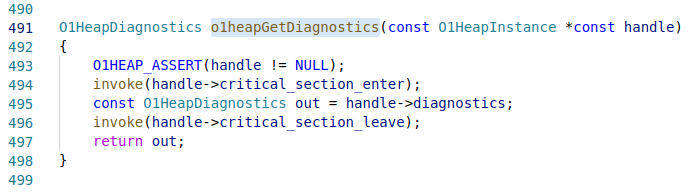 490
491 O1HeapDiagnostics o1heapGetDiagnostics(const O1HeapInstance *const handle)
492 {
493     O1HEAP_ASSERT(handle != NULL);
494     invoke(handle->critical_section_enter);
495     const O1HeapDiagnostics out = handle->diagnostics;
496     invoke(handle->critical_section_leave);
497     return out;
498 }
499